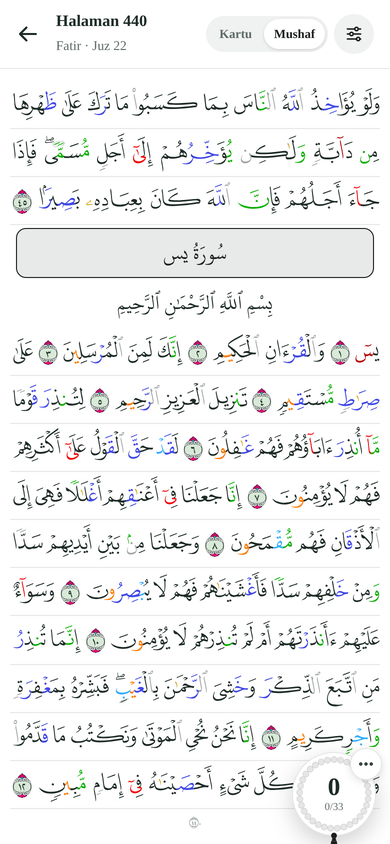 Halaman 440
Fatir · Juz 22
Kartu
Mushaf
وَلَوْ يُؤَاخِذُ ٱللَّهُ ٱلنَّاسَ بِمَا كَسَبُوا۟ مَا تَرَكَ عَلَىٰ ظَهْرِهَا
مِن دَآبَّةٍ وَلَـٰكِن يُؤَخِّرُهُمْ إِلَىٰٓ أَجَلٍ مُّسَمًّى ۖ فَإِذَا
جَآءَ أَجَلُهُمْ فَإِنَّ ٱللَّهَ كَانَ بِعِبَادِهِۦ بَصِيرًۢا ٤٥
سُورَةُ يس
بِسْمِ ٱللَّهِ ٱلرَّحْمَـٰنِ ٱلرَّحِيمِ
يسٓ ١ وَٱلْقُرْءَانِ ٱلْحَكِيمِ ٢ إِنَّكَ لَمِنَ ٱلْمُرْسَلِينَ ٣ عَلَىٰ
صِرَٰطٍ مُّسْتَقِيمٍ ٤ تَنزِيلَ ٱلْعَزِيزِ ٱلرَّحِيمِ ٥ لِتُنذِرَ قَوْمًا
مَّآ أُنذِرَ ءَابَآؤُهُمْ فَهُمْ غَـٰفِلُونَ ٦ لَقَدْ حَقَّ ٱلْقَوْلُ عَلَىٰٓ أَكْثَرِهِمْ
فَهُمْ لَا يُؤْمِنُونَ ٧ إِنَّا جَعَلْنَا فِىٓ أَعْنَـٰقِهِمْ أَغْلَـٰلًا فَهِىَ إِلَى
ٱلْأَذْقَانِ فَهُم مُّقْمَحُونَ ٨ وَجَعَلْنَا مِنۢ بَيْنِ أَيْدِيهِمْ سَدًّا
وَمِنْ خَلْفِهِمْ سَدًّا فَأَغْشَيْنَـٰهُمْ فَهُمْ لَا يُبْصِرُونَ ٩ وَسَوَآءٌ
عَلَيْهِمْ ءَأَنذَرْتَهُمْ أَمْ لَمْ تُنذِرْهُمْ لَا يُؤْمِنُونَ ١٠ إِنَّمَا تُنذِرُ
مَنِ ٱتَّبَعَ ٱلذِّكْرَ وَخَشِىَ ٱلرَّحْمَـٰنَ بِٱلْغَيْبِ ۖ فَبَشِّرْهُ بِمَغْفِرَةٍ
وَأَجْرٍ كَرِيمٍ ١١ إِنَّا نَحْنُ نُحْىِ ٱلْمَوْتَىٰ وَنَكْتُبُ مَا قَدَّمُوا۟
كُلَّ شَىْءٍ أَحْصَيْنَـٰهُ فِىٓ إِمَامٍ مُّبِينٍ ١٢
0
0/33